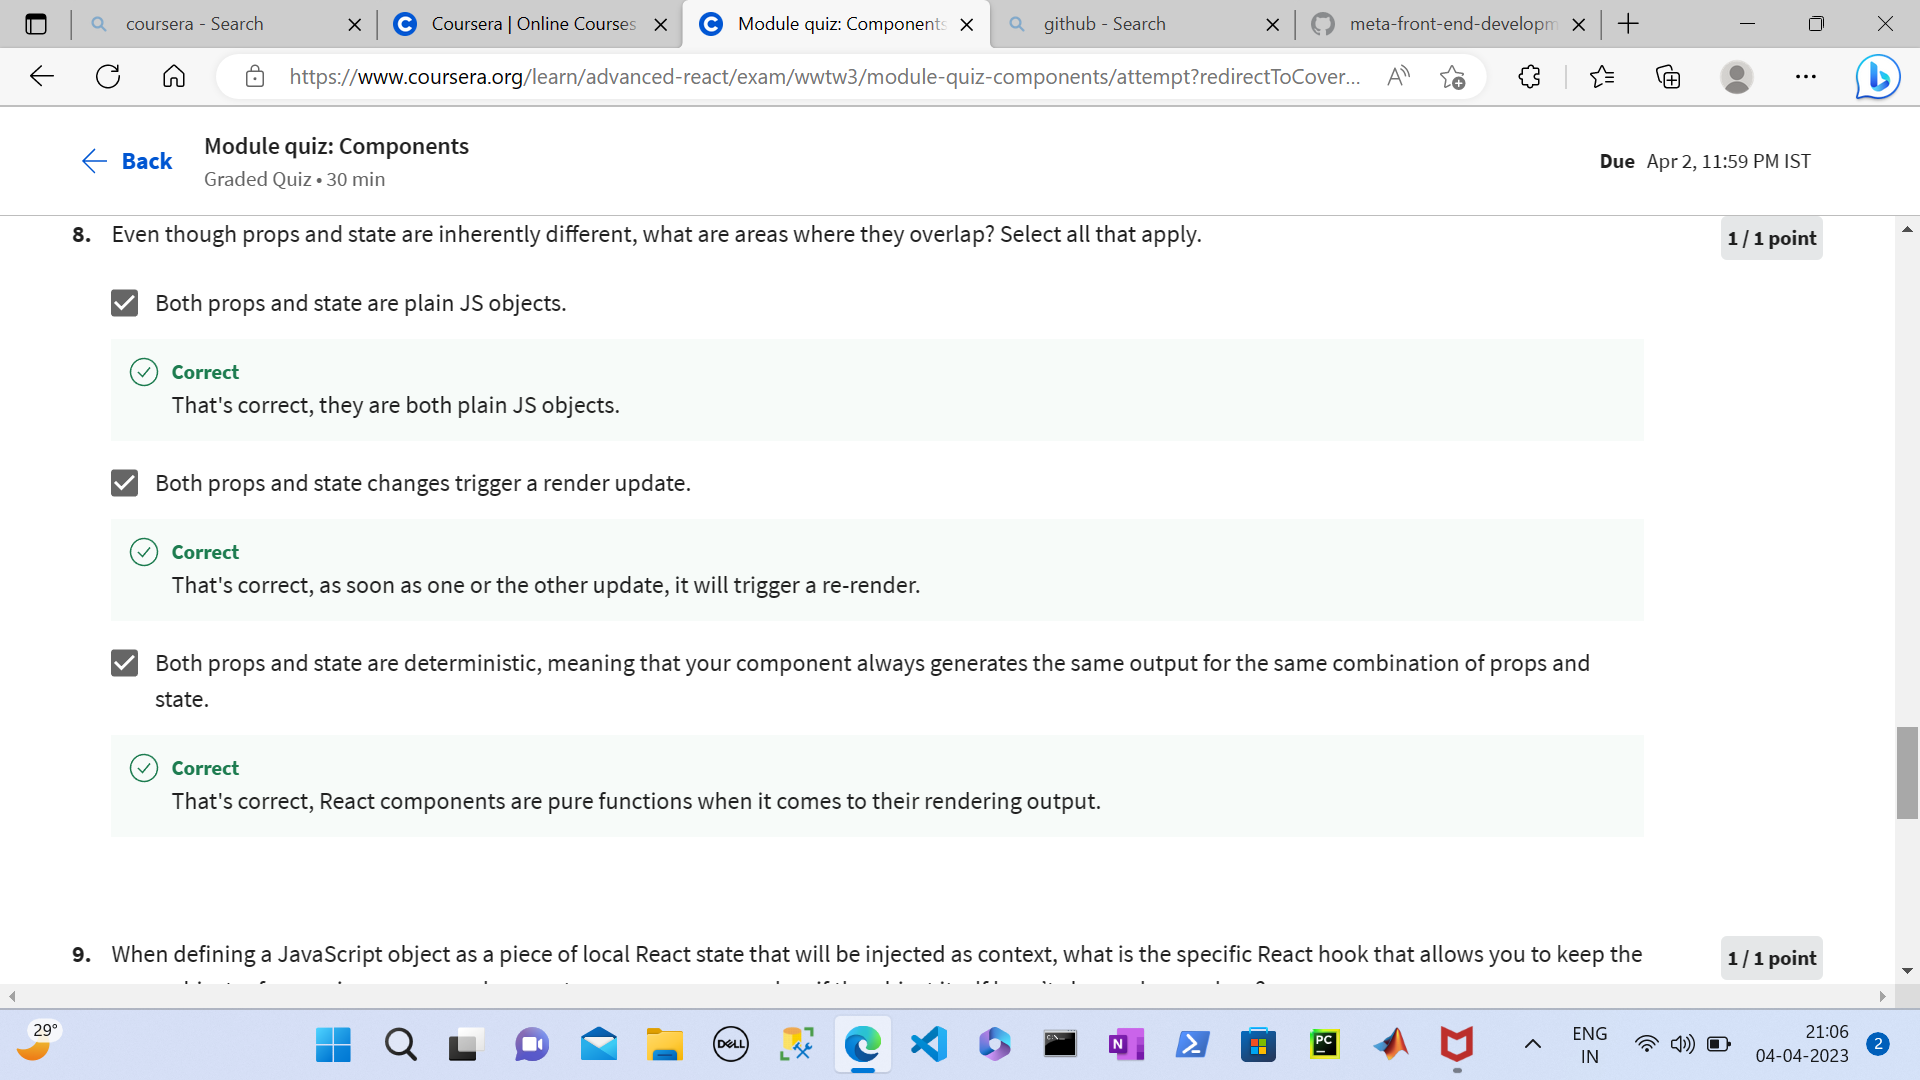 coursera - Search
Coursera | Online Courses
Module quiz: Components
github - Search
meta-front-end-developm
https://www.coursera.org/learn/advanced-react/exam/wwtw3/module-quiz-components/attempt?redirectToCover...
Back
Module quiz: Components
Graded Quiz • 30 min
Due Apr 2, 11:59 PM IST
8. Even though props and state are inherently different, what are areas where they overlap? Select all that apply.
1 / 1 point
Both props and state are plain JS objects.
Correct
That's correct, they are both plain JS objects.
Both props and state changes trigger a render update.
Correct
That's correct, as soon as one or the other update, it will trigger a re-render.
Both props and state are deterministic, meaning that your component always generates the same output for the same combination of props and
state.
Correct
That's correct, React components are pure functions when it comes to their rendering output.
9. When defining a JavaScript object as a piece of local React state that will be injected as context, what is the specific React hook that allows you to keep the
1 / 1 point
29°
DELL
N
PC
ENG
IN
21:06
04-04-2023
2